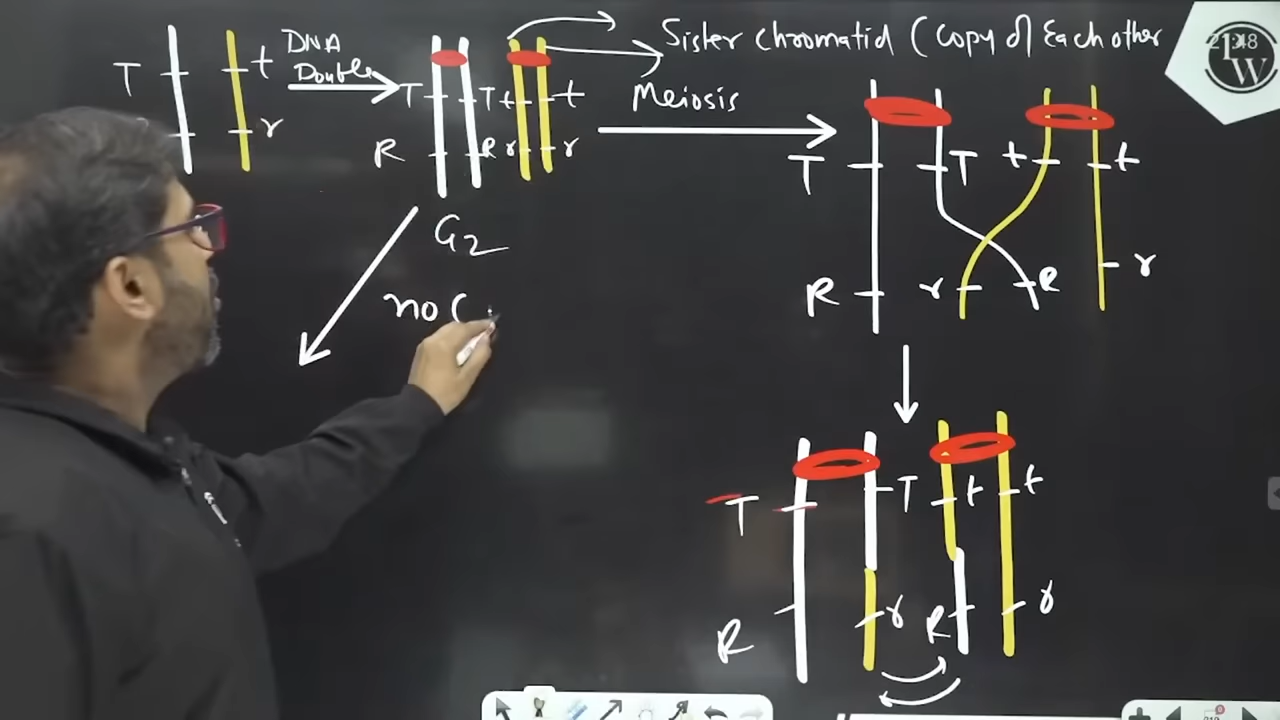 Sister chromatid (copy of Each other
DNA
Double
T t
r
T T t t
R R r r
Meiosis
G2
no C
T T t t
R r R r
T T t t
R r R r